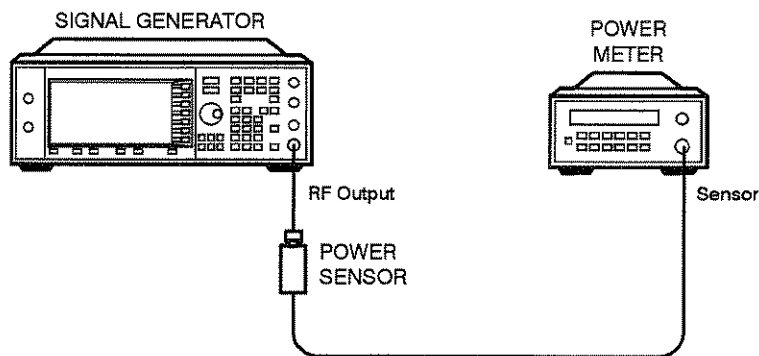 SIGNAL GENERATOR
POWER
METER
RF Output
Sensor
POWER
SENSOR